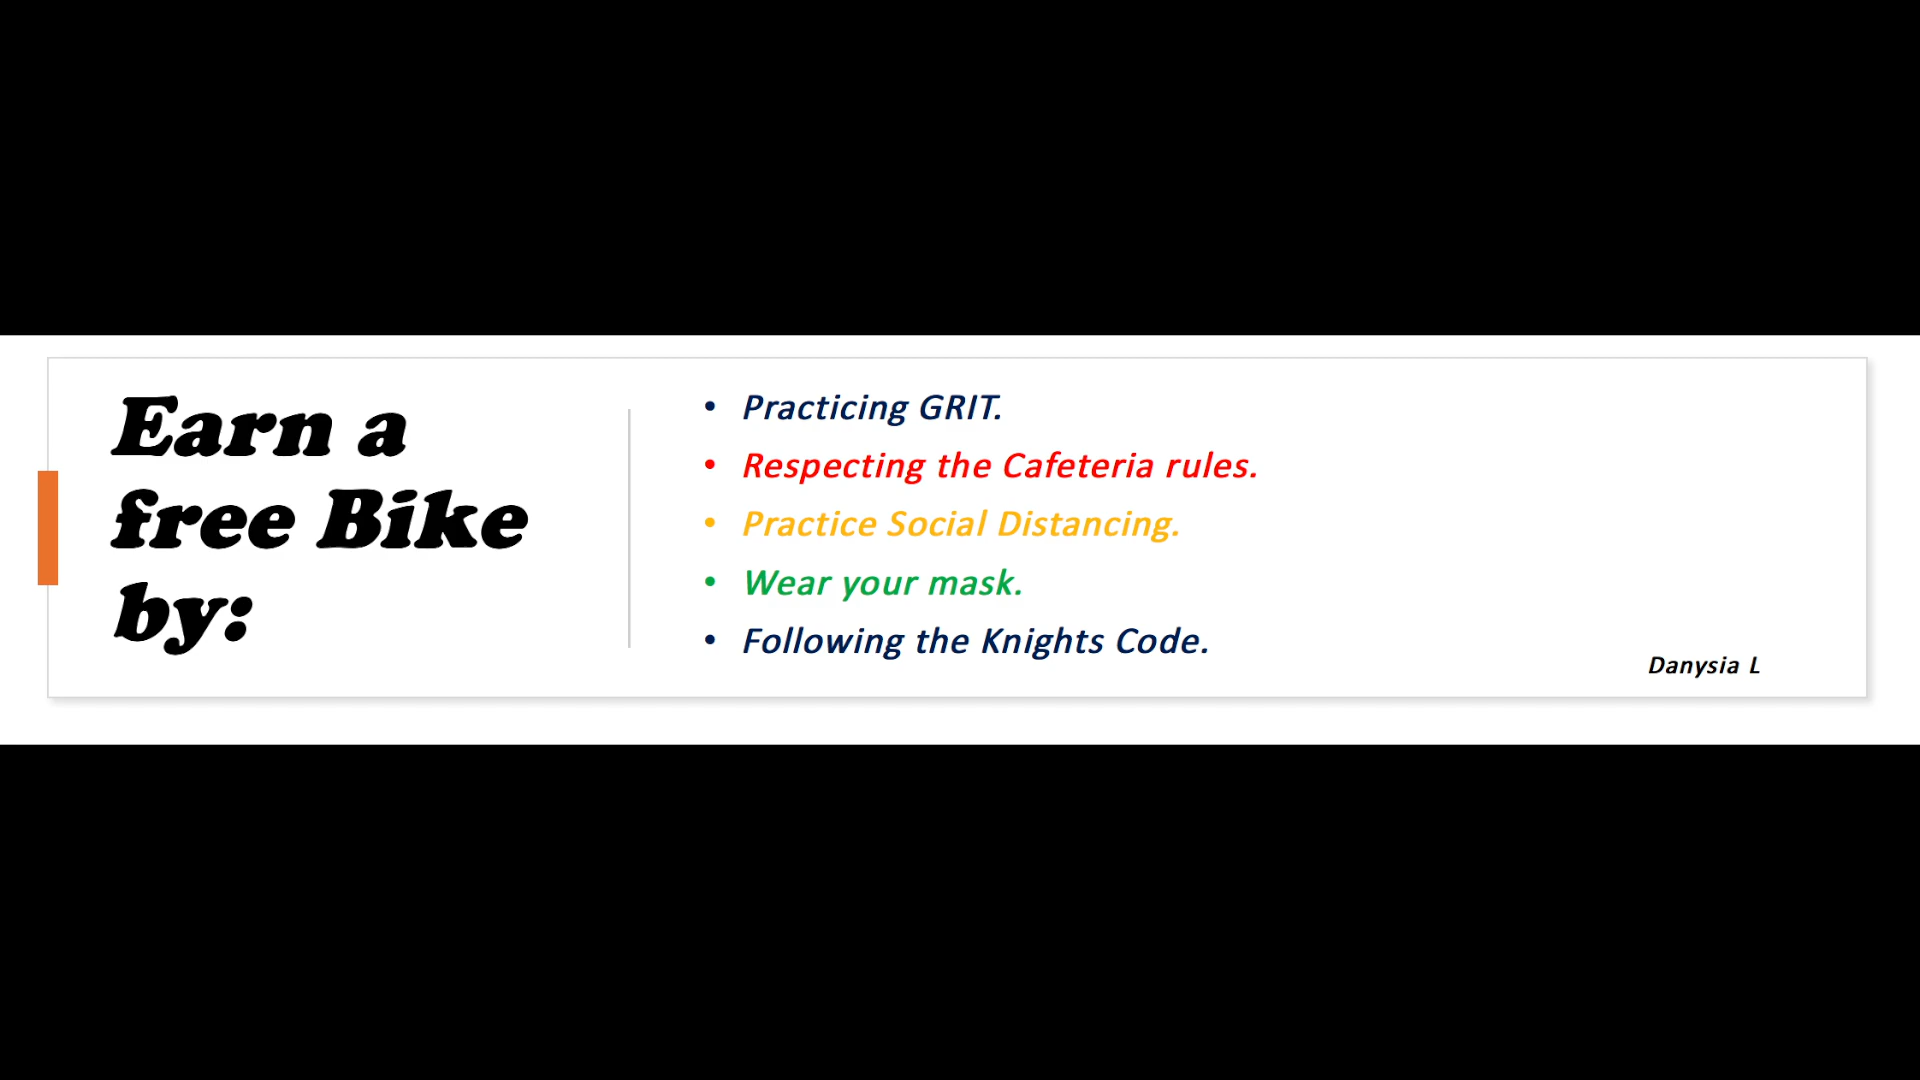 Earn a
free Bike
by:
• Practicing GRIT.
• Respecting the Cafeteria rules.
• Practice Social Distancing.
• Wear your mask.
• Following the Knights Code.
Danysia L